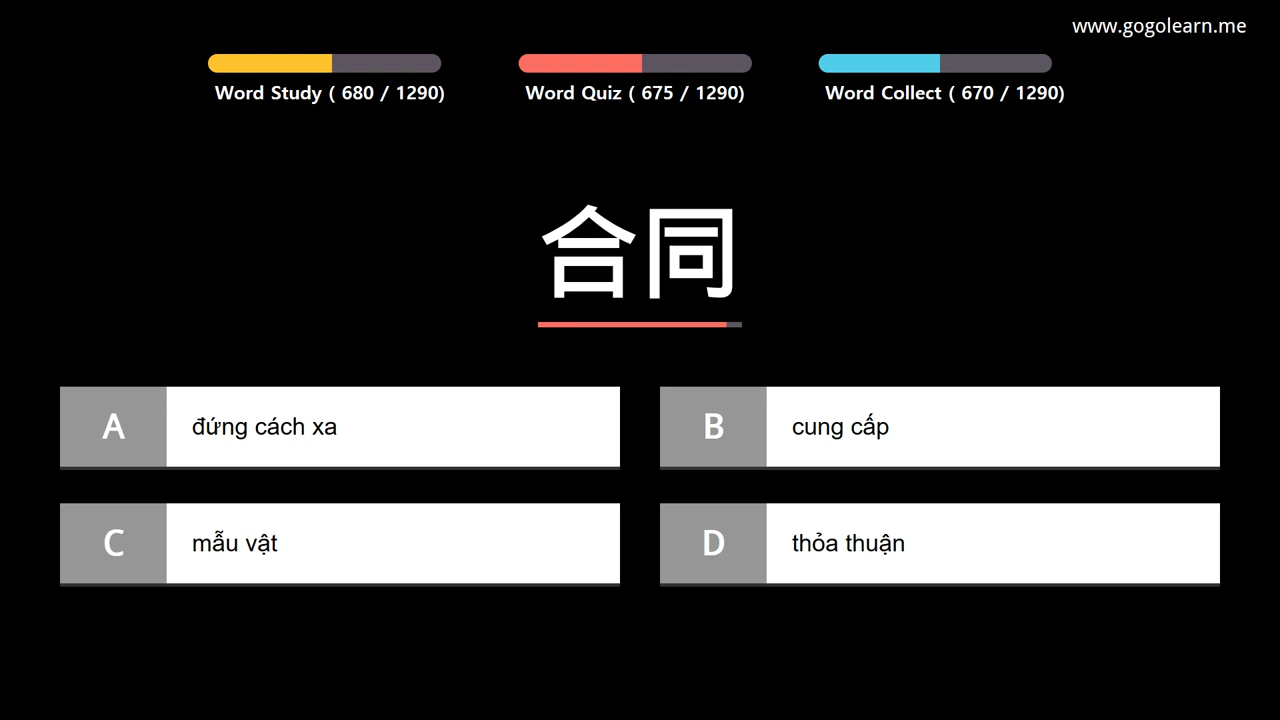 www.gogolearn.me
Word Study ( 680 / 1290)
Word Quiz ( 675 / 1290)
Word Collect ( 670 / 1290)
合同
A
đứng cách xa
B
cung cấp
C
mẫu vật
D
thỏa thuận